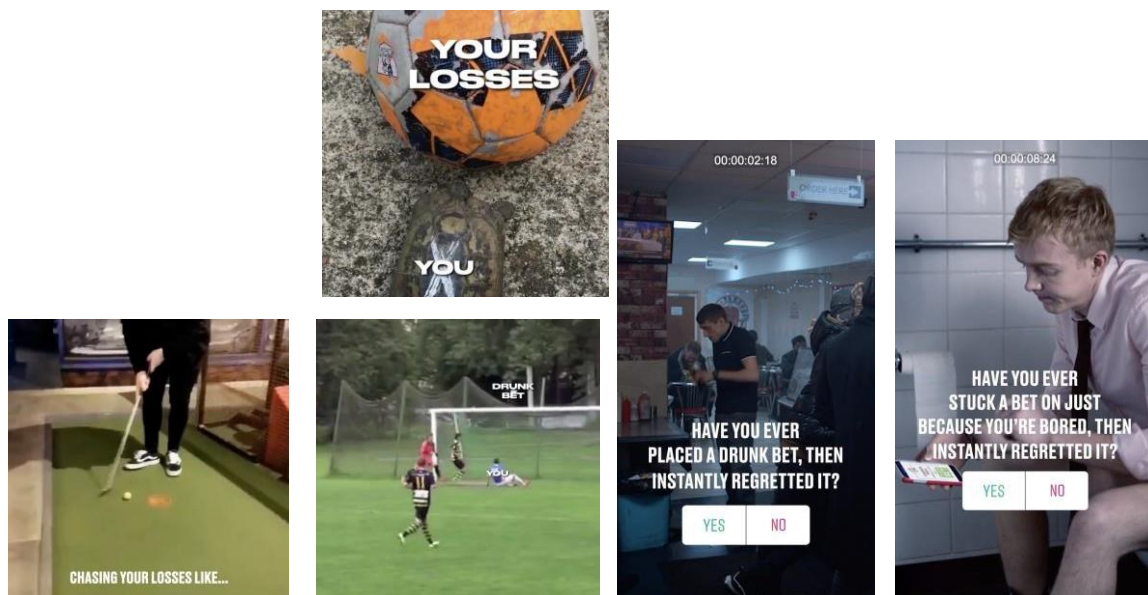 YOUR
LOSSES
YOU
CHASING YOUR LOSSES LIKE...
DRUNK
BET
YOU
11
00:00:02:18
ORDER HERE
HAVE YOU EVER
PLACED A DRUNK BET, THEN
INSTANTLY REGRETTED IT?
YES
NO
00:00:08:24
HAVE YOU EVER
STUCK A BET ON JUST
BECAUSE YOU'RE BORED, THEN
INSTANTLY REGRETTED IT?
YES
NO